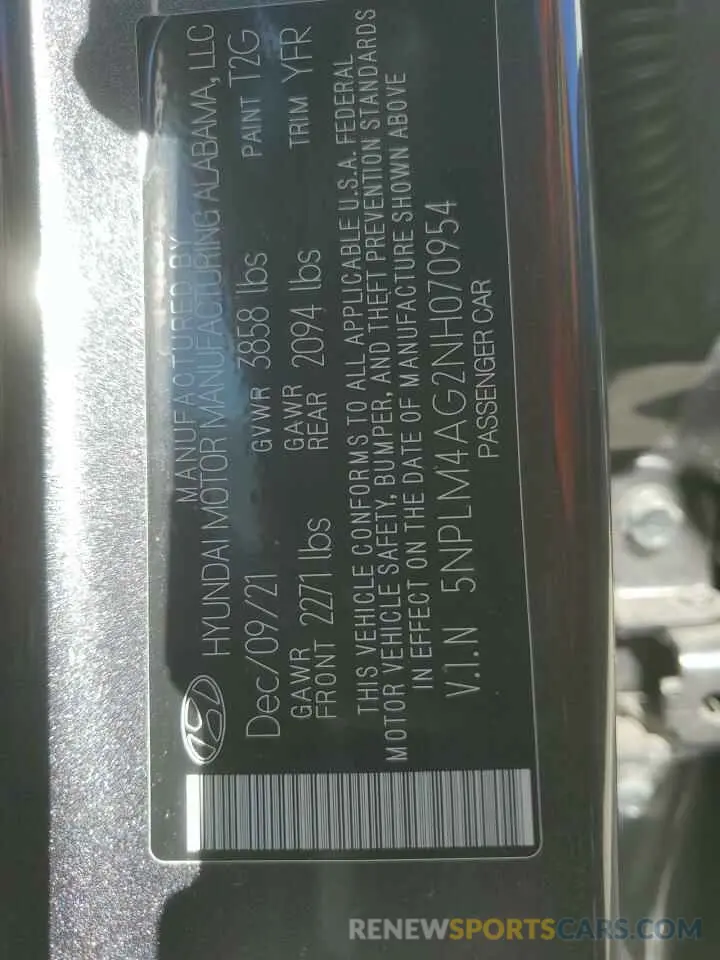 MANUFACTURED BY
HYUNDAI MOTOR MANUFACTURING ALABAMA, LLC
Dec/09/21 GVWR 3858 lbs PAINT T2G
GAWR FRONT 2271 lbs GAWR REAR 2094 lbs TRIM YFR
THIS VEHICLE CONFORMS TO ALL APPLICABLE U.S.A. FEDERAL
MOTOR VEHICLE SAFETY, BUMPER, AND THEFT PREVENTION STANDARDS
IN EFFECT ON THE DATE OF MANUFACTURE SHOWN ABOVE
V.I.N 5NPLM4AG2NH070954
PASSENGER CAR
RENEWSPORTSCARS.COM